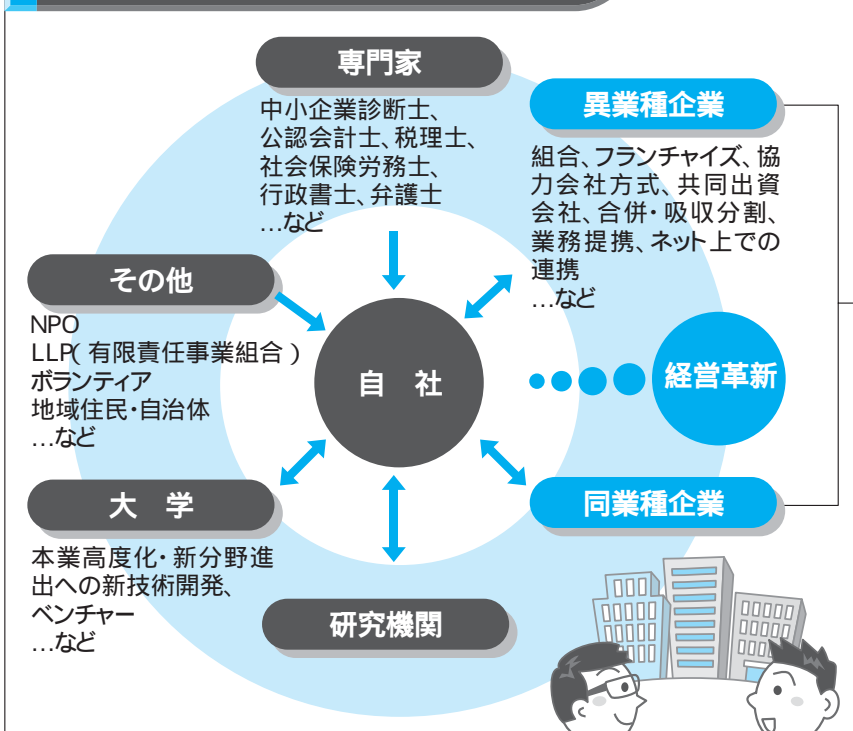 専門家
中小企業診断士、
公認会計士、税理士、
社会保険労務士、
行政書士、弁護士
…など
異業種企業
組合、フランチャイズ、協
力会社方式、共同出資
会社、合併・吸収分割、
業務提携、ネット上での
連携
…など
その他
NPO
LLP(有限責任事業組合)
ボランティア
地域住民・自治体
…など
自 社
経営革新
大 学
本業高度化・新分野進
出への新技術開発、
ベンチャー
…など
同業種企業
研究機関